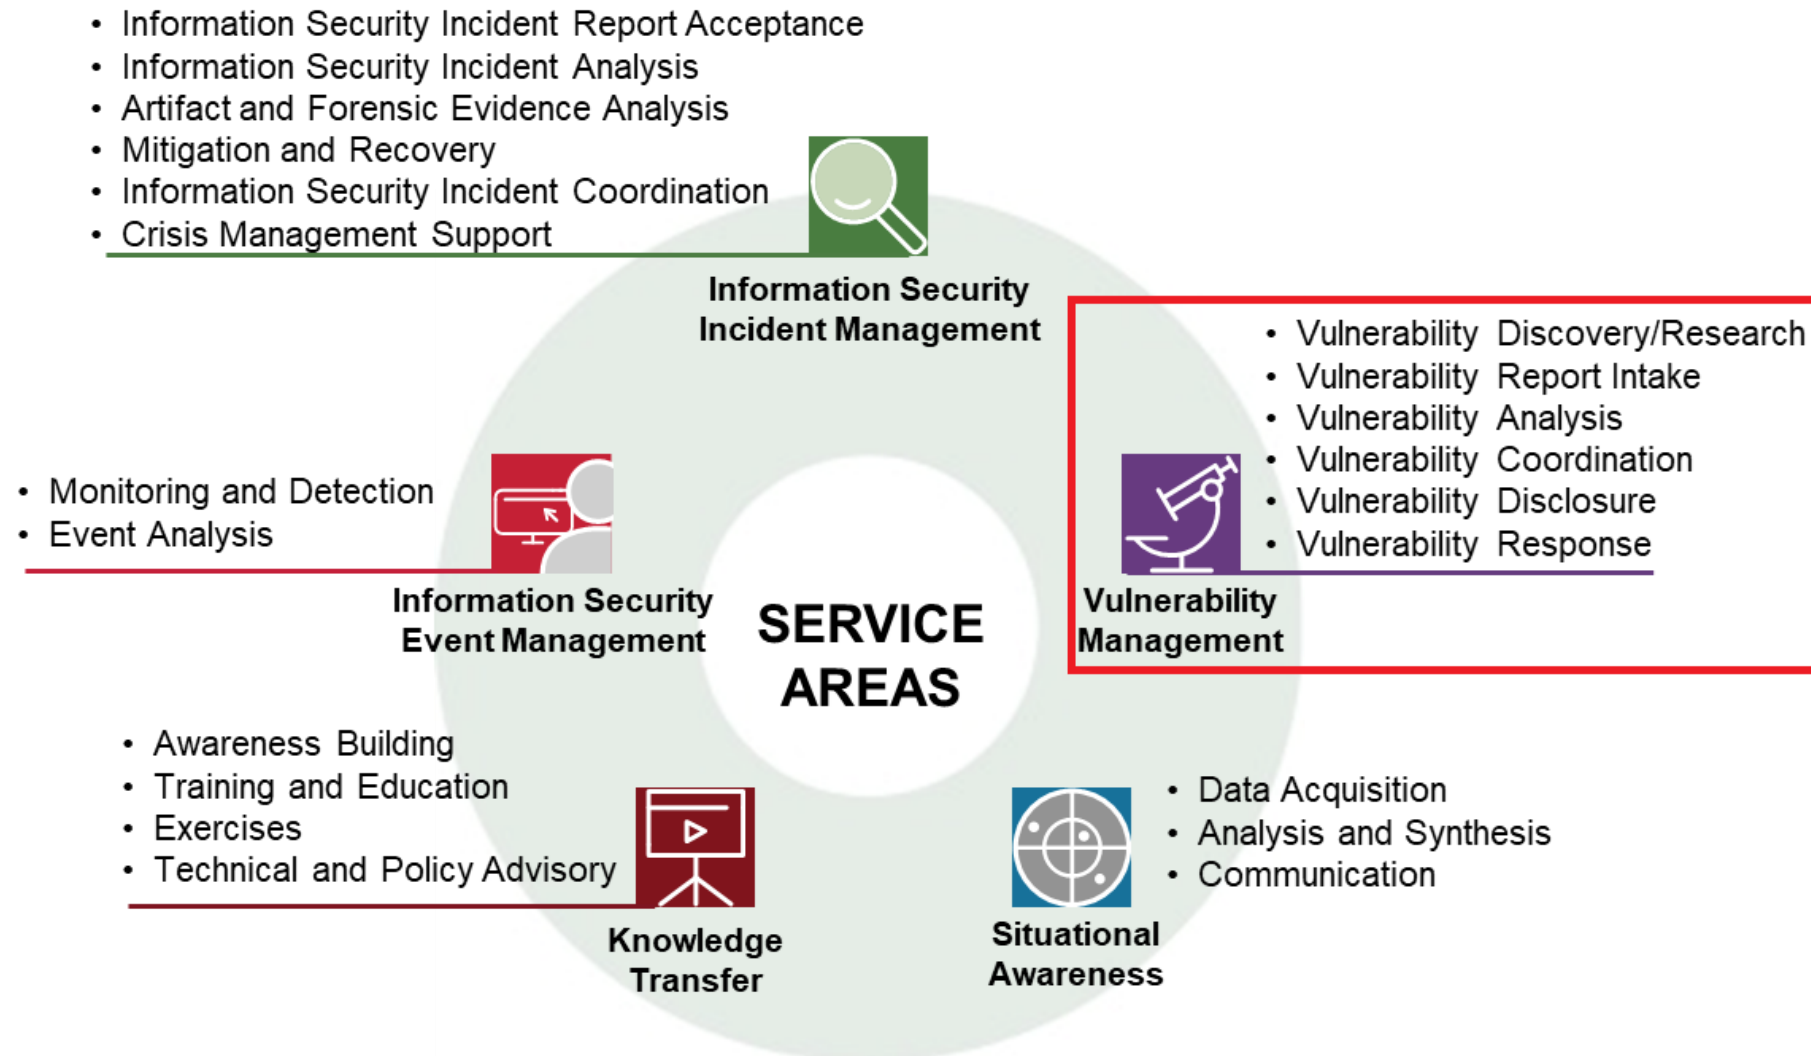 • Information Security Incident Report Acceptance
• Information Security Incident Analysis
• Artifact and Forensic Evidence Analysis
• Mitigation and Recovery
• Information Security Incident Coordination
• Crisis Management Support
Information Security
Incident Management
• Vulnerability Discovery/Research
• Vulnerability Report Intake
• Vulnerability Analysis
• Vulnerability Coordination
• Vulnerability Disclosure
• Vulnerability Response
Vulnerability
Management
• Monitoring and Detection
• Event Analysis
Information Security
Event Management
SERVICE
AREAS
• Awareness Building
• Training and Education
• Exercises
• Technical and Policy Advisory
Knowledge
Transfer
• Data Acquisition
• Analysis and Synthesis
• Communication
Situational
Awareness